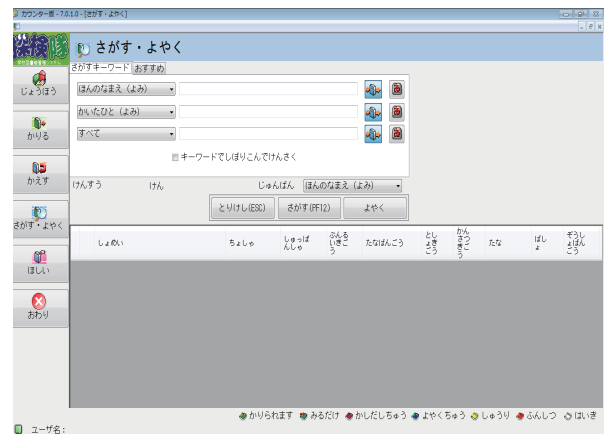 カウンター版 - 7.0.1.0 - [さがす・よやく]
探検隊
さがす・よやく
さがすキーワード おすすめ
じょうほう
かりる
かえす
さがす・よやく
ほしい
おわり
ほんのなまえ（よみ）
かいたひと（よみ）
すべて
キーワードでしぼりこんでけんさく
けんすう けん じゅんばん ほんのなまえ（よみ）
とりけし(ESC) さがす(PF12) よやく
しょめい ちょしゃ しゅっぱんしゃ ぶんるいきごう たなばんごう としょきごう かんさつきごう たな ばしょ ぞうしょばんごう
かりられます みるだけ かしだしちゅう よやくちゅう しゅうり ふんしつ はいき
ユーザ名: